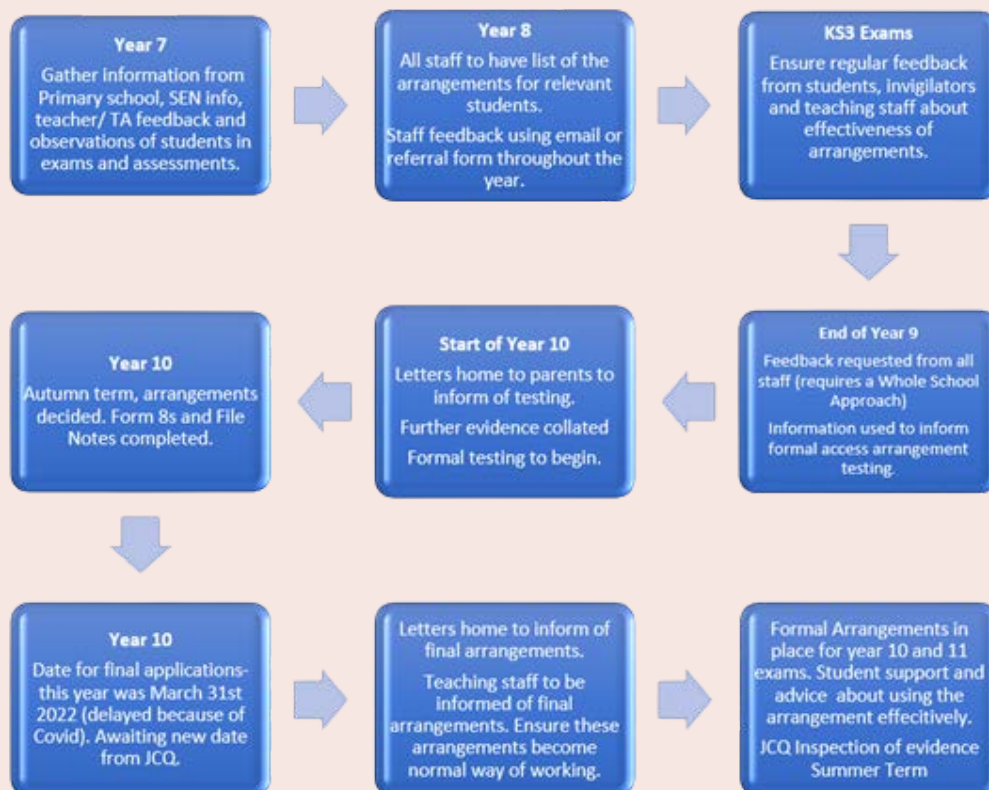 Year 7
Gather information from
Primary school, SEN info,
teacher/ TA feedback and
observations of students in
exams and assessments.
Year 8
All staff to have list of the
arrangements for relevant
students.
Staff feedback using email or
referral form throughout the
year.
KS3 Exams
Ensure regular feedback
from students, invigilators
and teaching staff about
effectiveness of
arrangements.
End of Year 9
Feedback requested from all
staff (requires a Whole School
Approach)
Information used to inform
formal access arrangement
testing.
Start of Year 10
Letters home to parents to
inform of testing.
Further evidence collated
Formal testing to begin.
Year 10
Autumn term, arrangements
decided. Form 8s and File
Notes completed.
Year 10
Date for final applications-
this year was March 31st
2022 (delayed because of
Covid). Awaiting new date
from JCQ.
Letters home to inform of
final arrangements.
Teaching staff to be
informed of final
arrangements. Ensure these
arrangements become
normal way of working.
Formal Arrangements in
place for year 10 and 11
exams. Student support and
advice about using the
arrangement effecitively.
JCQ Inspection of evidence
Summer Term